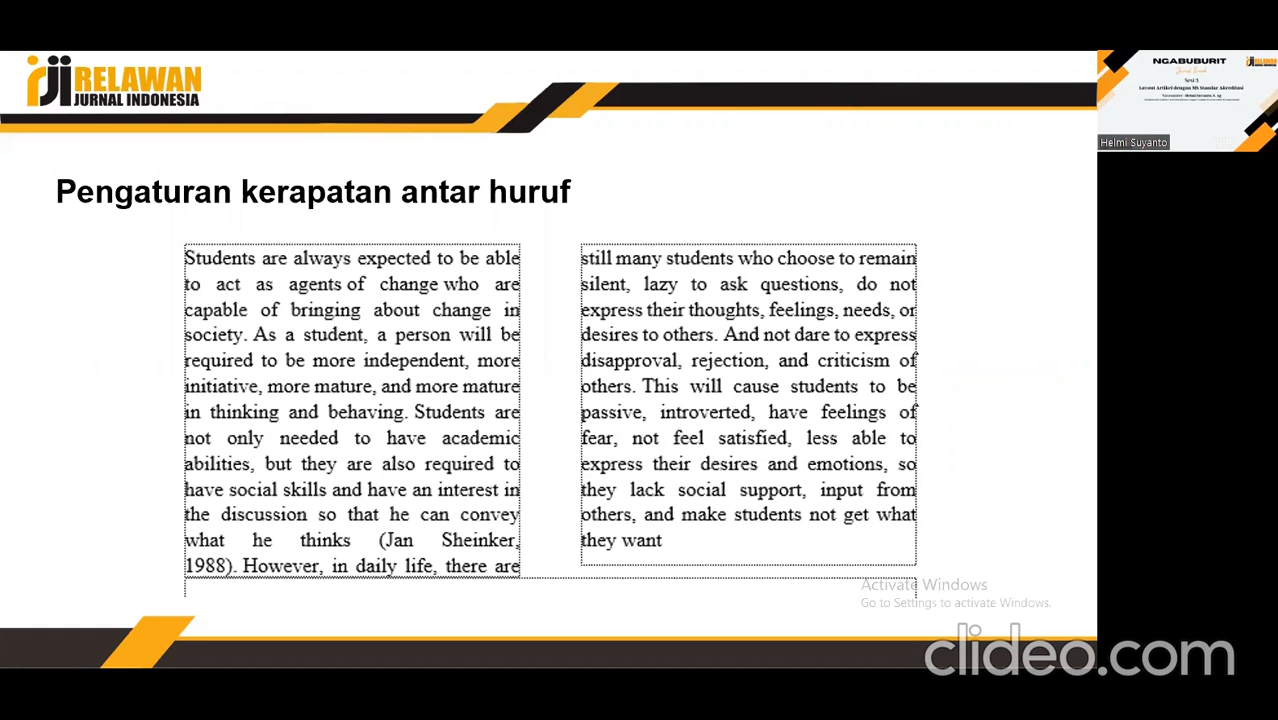 RELAWAN
JURNAL INDONESIA
NGABUBURIT
RELAWAN
Sesi 3
Layout Artikel dengan MS Standar Akreditasi
Helmi Suyanto
Pengaturan kerapatan antar huruf
Students are always expected to be able
to act as agents of change who are
capable of bringing about change in
society. As a student, a person will be
required to be more independent, more
initiative, more mature, and more mature
in thinking and behaving. Students are
not only needed to have academic
abilities, but they are also required to
have social skills and have an interest in
the discussion so that he can convey
what he thinks (Jan Sheinker,
1988). However, in daily life, there are
still many students who choose to remain
silent, lazy to ask questions, do not
express their thoughts, feelings, needs, or
desires to others. And not dare to express
disapproval, rejection, and criticism of
others. This will cause students to be
passive, introverted, have feelings of
fear, not feel satisfied, less able to
express their desires and emotions, so
they lack social support, input from
others, and make students not get what
they want
Activate Windows
Go to Settings to activate Windows.
clideo.com